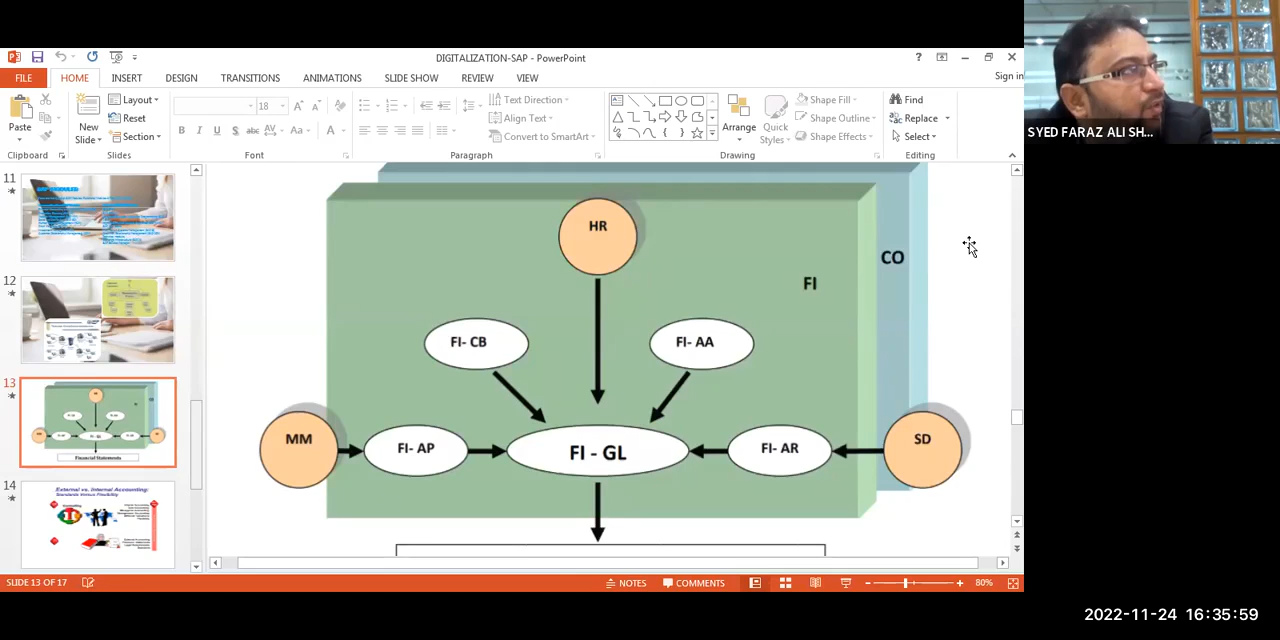 DIGITALIZATION-SAP - PowerPoint
Sign in
FILE HOME INSERT DESIGN TRANSITIONS ANIMATIONS SLIDE SHOW REVIEW VIEW
Paste
New
Slide
Layout
Reset
Section
18
Text Direction
Align Text
Convert to SmartArt
Arrange
Quick
Styles
Shape Fill
Shape Outline
Shape Effects
Find
Replace
Select
Clipboard Slides Font Paragraph Drawing Editing
11
12
13
Financial Statements
14
External vs. Internal Accounting:
HR
CO
FI
FI- CB
FI- AA
MM
FI- AP
FI - GL
FI- AR
SD
SLIDE 13 OF 17
NOTES
COMMENTS
80%
SYED FARAZ ALI SH...
2022-11-24 16:35:59